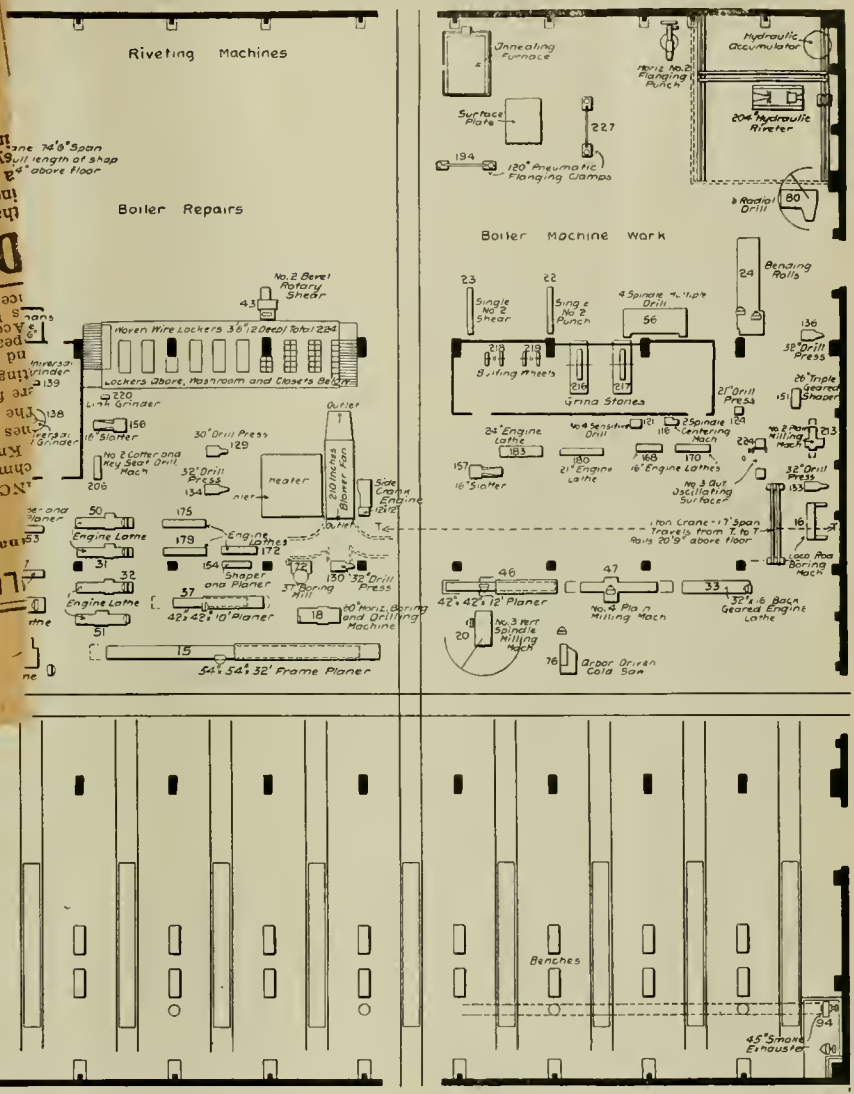 Riveting Machines
74'6" Span
full length of shop
4" above floor
Boiler Repairs
Annealing
Furnace
Horiz No.2
Flanging
Punch
Hydraulic
Accumulator
204" Hydraulic
Riveter
Surface
Plate
227
194
120" Pneumatic
Flanging Clamps
Radial
Drill
80
Boiler Machine Work
No. 2 Bevel
Rotary
Shear
43
Woven Wire Lockers 3'6" (2 Deep) Total 224
Lockers Above, Washroom and Closets Below
23
Single
No 2
Shear
22
No 2
Punch
4 Spindle Multiple
Drill
56
24
Bending
Rolls
136
32" Drill
Press
218
219
Wheels
216
217
Grind Stones
21" Drill
Press
124
26" Triple
Geared
Shaper
151
139
138
220
Link Grinder
156
16" Slotter
No 2 Cotter and
Key Seat Drill
Mach
206
30" Drill Press
129
32" Drill
Press
134
Heater
Outlet
210 Inches
Blower Fan
Outlet
Side
Crank
Engine
12x12"
24" Engine
Lathe
183
No 4 Sensitive
Drill
121
116
2 Spindle
Centering
Mach
180
21" Engine
Lathe
168
170
16" Engine Lathes
157
16" Slotter
224
No 3 Nut
Oscillating
Surfacer
No. 2 Plain
Milling
Mach
213
32" Drill
Press
133
T
Iron Crane - 17' Span
Travels from T. to T
Rails 20'9" above floor
T
16
Loco Rod
Boring
Mach
Planer
53
50
Engine Lathe
31
175
179
Engine
Lathes
172
154
Shaper
and Planer
72
37" Boring
Mill
130
32" Drill
Press
32
Engine Lathe
51
37
42" x 42" x 10' Planer
18
60" Horiz. Boring
and Drilling
Machine
15
54" x 54" x 32' Frame Planer
46
42" x 42" x 12' Planer
47
No. 4 Plain
Milling Mach
33
32" x 16 Back
Geared Engine
Lathe
20
No. 3 Vert
Spindle
Milling
Mach
76
Arbor Driven
Cold Saw
Benches
94
45" Smoke
Exhauster